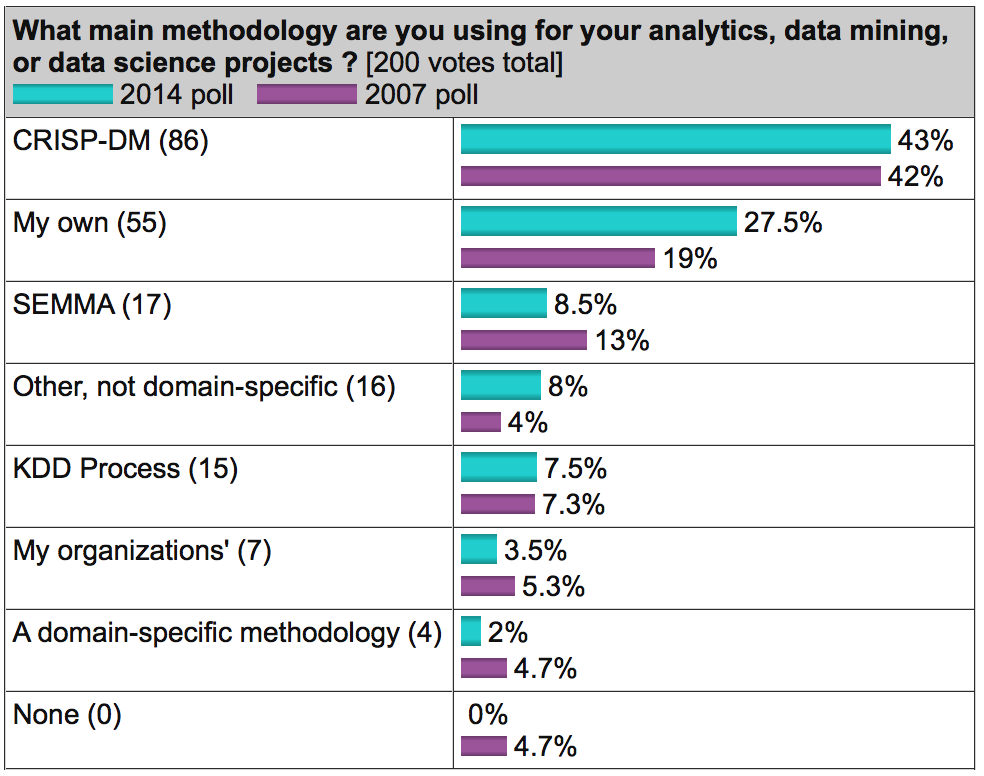 What main methodology are you using for your analytics, data mining,
or data science projects ? [200 votes total]
2014 poll 2007 poll
CRISP-DM (86) 43%
42%
My own (55) 27.5%
19%
SEMMA (17) 8.5%
13%
Other, not domain-specific (16) 8%
4%
KDD Process (15) 7.5%
7.3%
My organizations' (7) 3.5%
5.3%
A domain-specific methodology (4) 2%
4.7%
None (0) 0%
4.7%